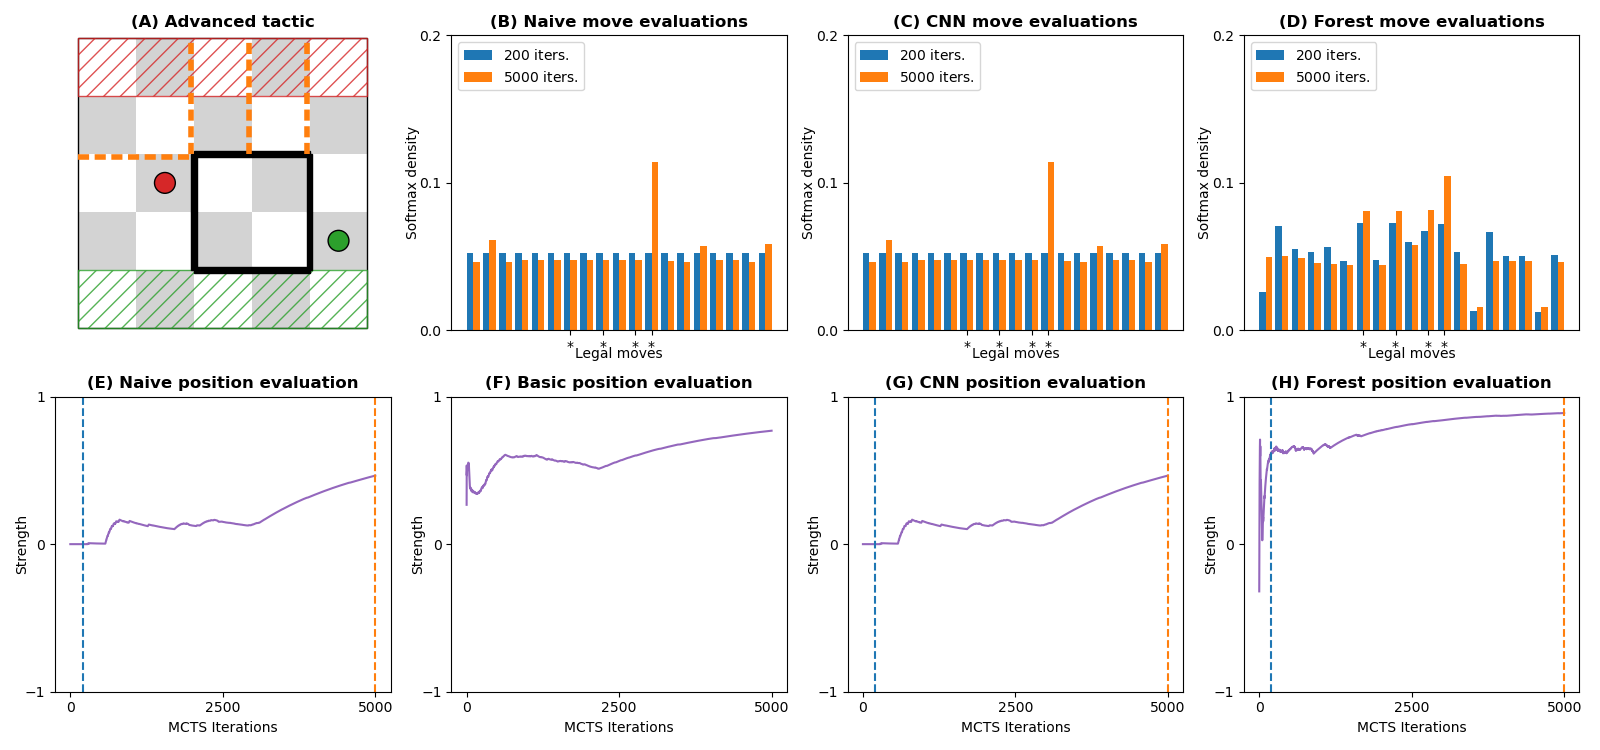 (A) Advanced tactic
(B) Naive move evaluations
(C) CNN move evaluations
(D) Forest move evaluations
0.2
0.1
0.0
Softmax density
200 iters.
5000 iters.
* * * *
Legal moves
0.2
0.1
0.0
Softmax density
200 iters.
5000 iters.
* * * *
Legal moves
0.2
0.1
0.0
Softmax density
200 iters.
5000 iters.
* * * *
Legal moves
(E) Naive position evaluation
1
0
−1
Strength
0 2500 5000
MCTS Iterations
(F) Basic position evaluation
1
0
−1
Strength
0 2500 5000
MCTS Iterations
(G) CNN position evaluation
1
0
−1
Strength
0 2500 5000
MCTS Iterations
(H) Forest position evaluation
1
0
−1
Strength
0 2500 5000
MCTS Iterations